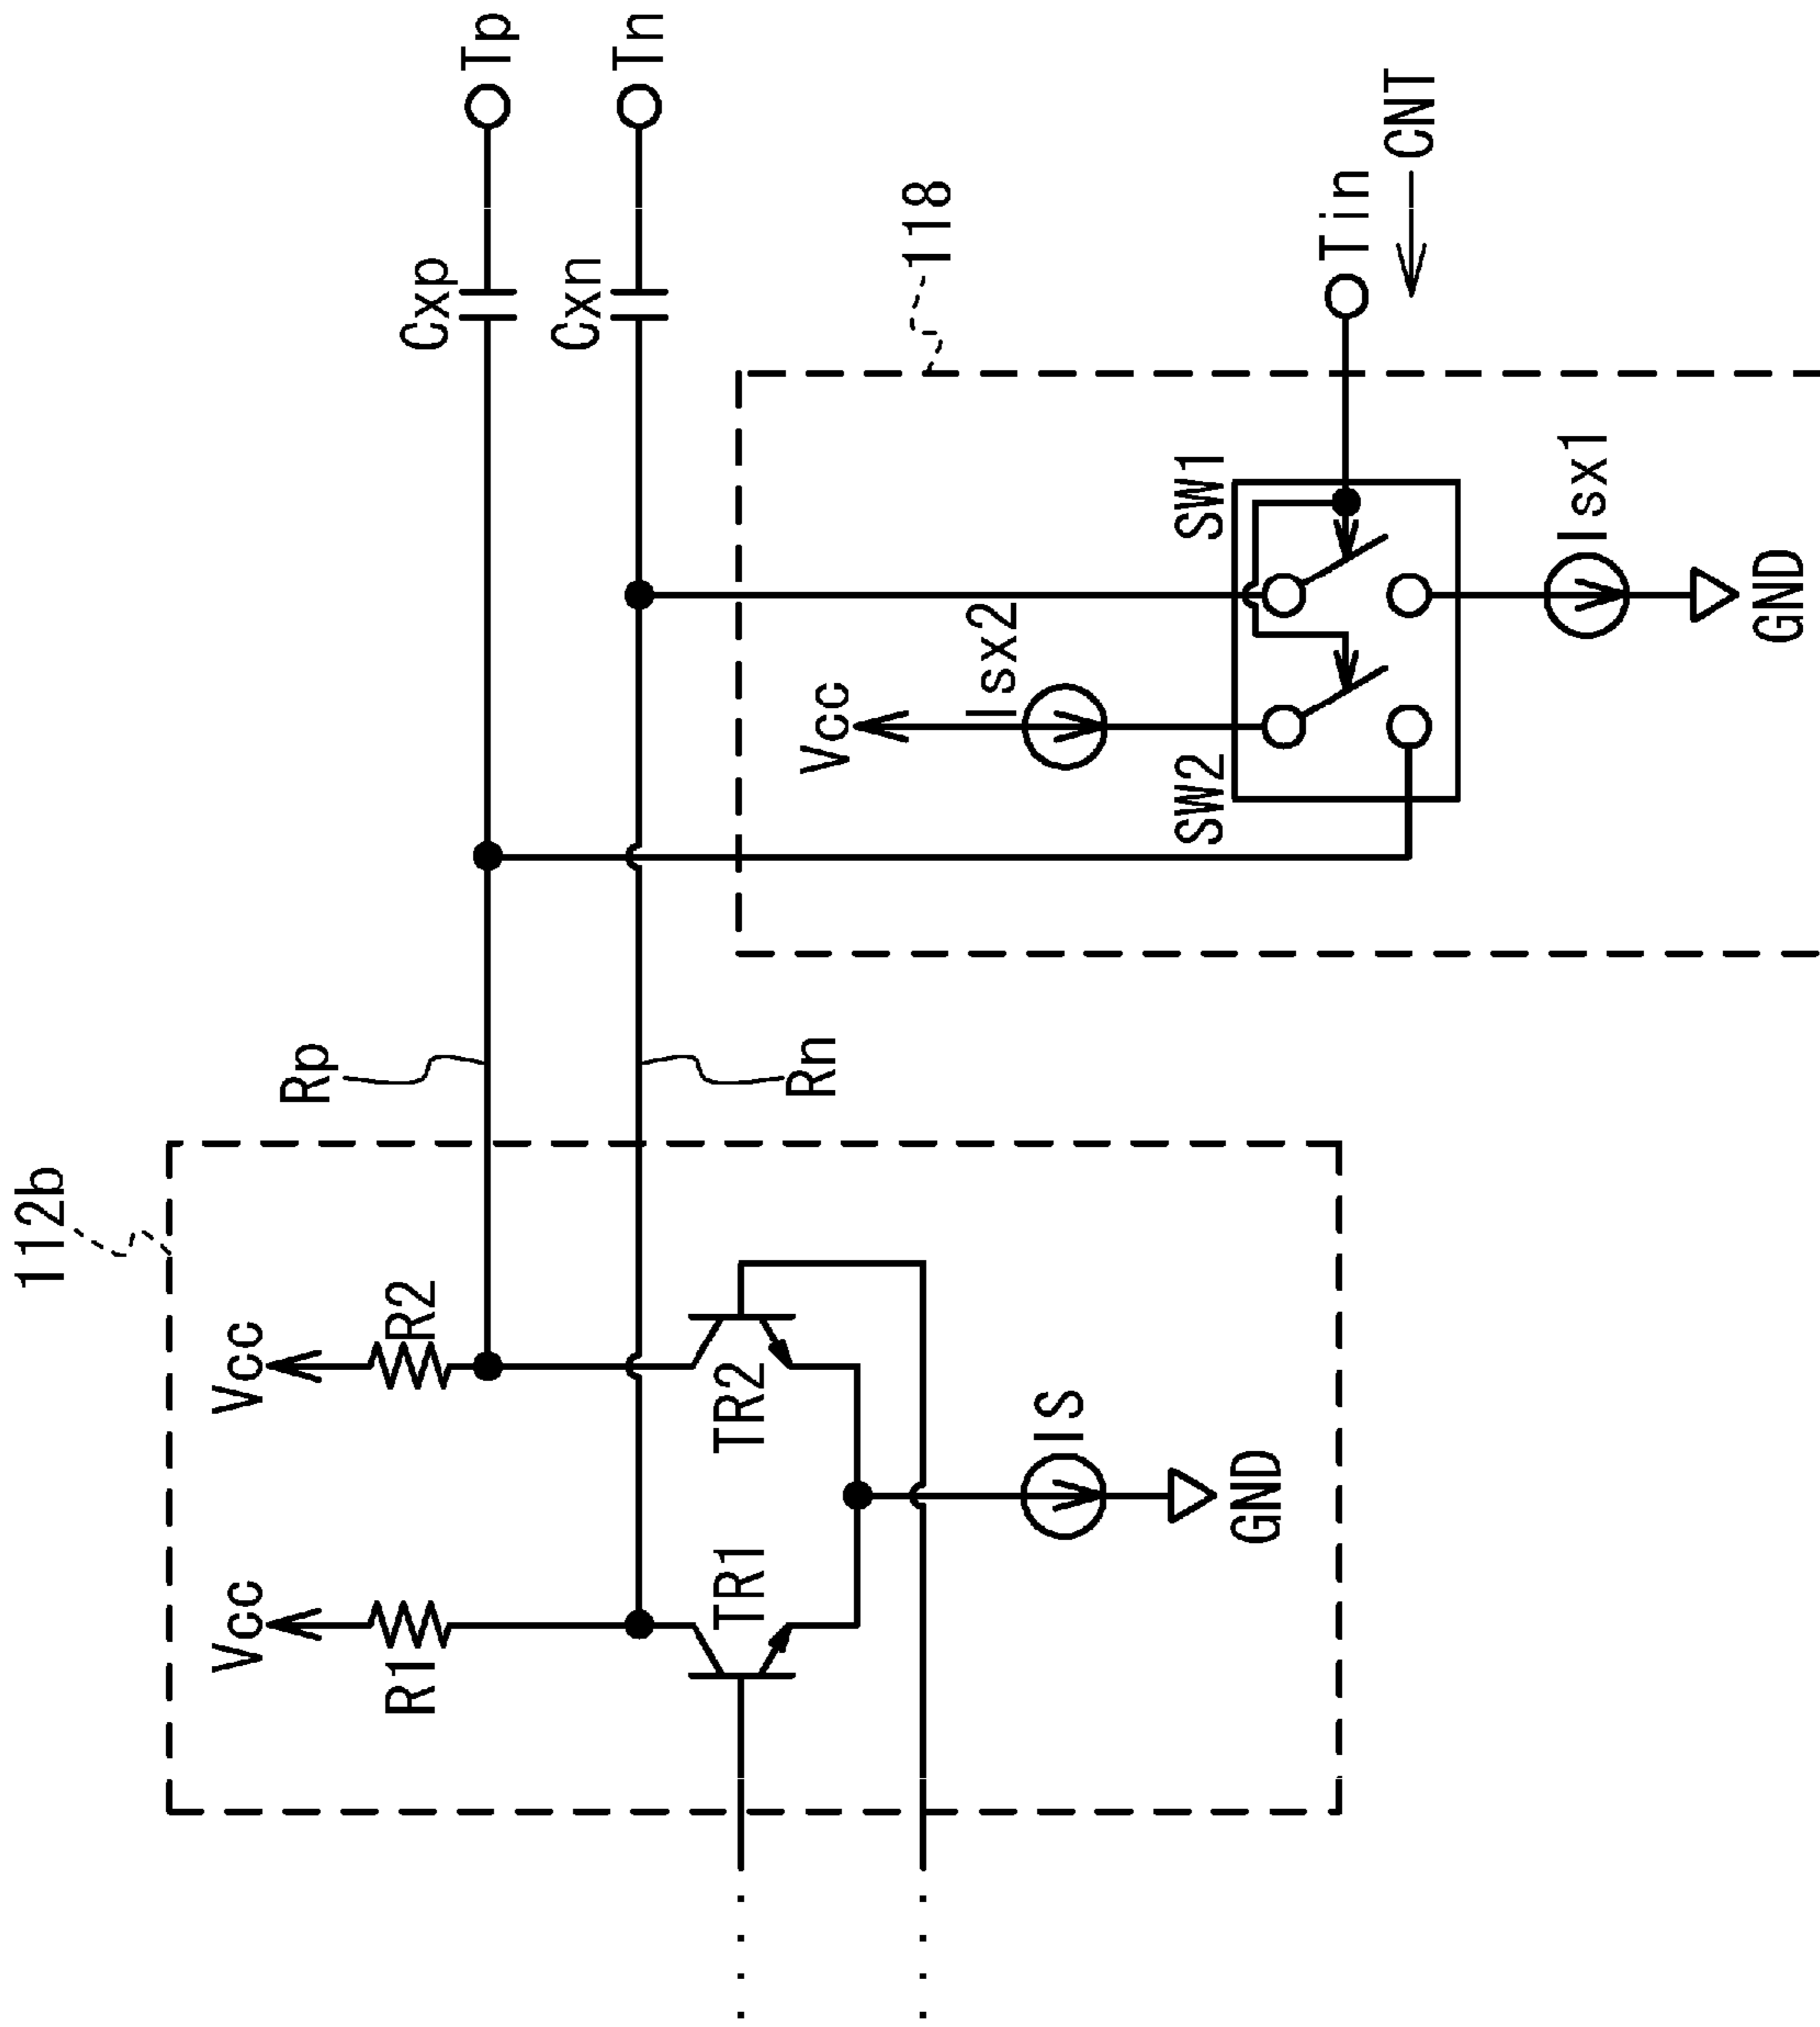 112b
Vcc
Vcc
R1
R2
TR1
TR2
IS
GND
Rp
Rn
Cxp
Cxn
Tp
Tn
118
Vcc
Isx2
SW2
SW1
Tin
CNT
Isx1
GND